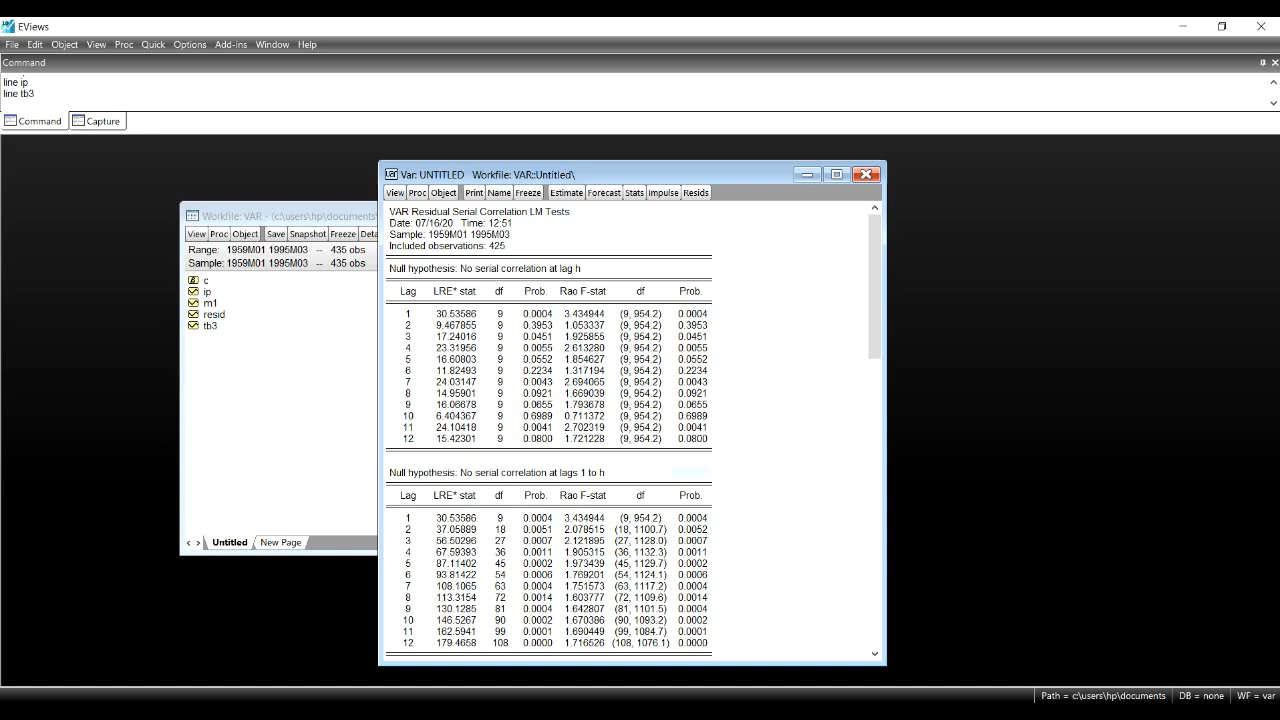 EViews
File Edit Object View Proc Quick Options Add-ins Window Help
Command
line ip
line tb3
Command Capture
Workfile: VAR - (c:\users\hp\documents\
View Proc Object Save Snapshot Freeze Deta
Range: 1959M01 1995M03 -- 435 obs
Sample: 1959M01 1995M03 -- 435 obs
c
ip
m1
resid
tb3
Untitled New Page
var Var: UNTITLED Workfile: VAR::Untitled\
View Proc Object Print Name Freeze Estimate Forecast Stats Impulse Resids
VAR Residual Serial Correlation LM Tests
Date: 07/16/20 Time: 12:51
Sample: 1959M01 1995M03
Included observations: 425
Null hypothesis: No serial correlation at lag h
Lag LRE* stat df Prob. Rao F-stat df Prob.
1 30.53586 9 0.0004 3.434944 (9, 954.2) 0.0004
2 9.467855 9 0.3953 1.053337 (9, 954.2) 0.3953
3 17.24016 9 0.0451 1.925855 (9, 954.2) 0.0451
4 23.31956 9 0.0055 2.613280 (9, 954.2) 0.0055
5 16.60803 9 0.0552 1.854627 (9, 954.2) 0.0552
6 11.82493 9 0.2234 1.317194 (9, 954.2) 0.2234
7 24.03147 9 0.0043 2.694065 (9, 954.2) 0.0043
8 14.95901 9 0.0921 1.669039 (9, 954.2) 0.0921
9 16.06678 9 0.0655 1.793678 (9, 954.2) 0.0655
10 6.404367 9 0.6989 0.711372 (9, 954.2) 0.6989
11 24.10418 9 0.0041 2.702319 (9, 954.2) 0.0041
12 15.42301 9 0.0800 1.721228 (9, 954.2) 0.0800
Null hypothesis: No serial correlation at lags 1 to h
Lag LRE* stat df Prob. Rao F-stat df Prob.
1 30.53586 9 0.0004 3.434944 (9, 954.2) 0.0004
2 37.05889 18 0.0051 2.078515 (18, 1100.7) 0.0052
3 56.50296 27 0.0007 2.121895 (27, 1128.0) 0.0007
4 67.59393 36 0.0011 1.905315 (36, 1132.3) 0.0011
5 87.11402 45 0.0002 1.973439 (45, 1129.7) 0.0002
6 93.81422 54 0.0006 1.769201 (54, 1124.1) 0.0006
7 108.1065 63 0.0004 1.751573 (63, 1117.2) 0.0004
8 113.3154 72 0.0014 1.603777 (72, 1109.6) 0.0014
9 130.1285 81 0.0004 1.642807 (81, 1101.5) 0.0004
10 146.5267 90 0.0002 1.670386 (90, 1093.2) 0.0002
11 162.5941 99 0.0001 1.690449 (99, 1084.7) 0.0001
12 179.4658 108 0.0000 1.716526 (108, 1076.1) 0.0000
Path = c:\users\hp\documents DB = none WF = var